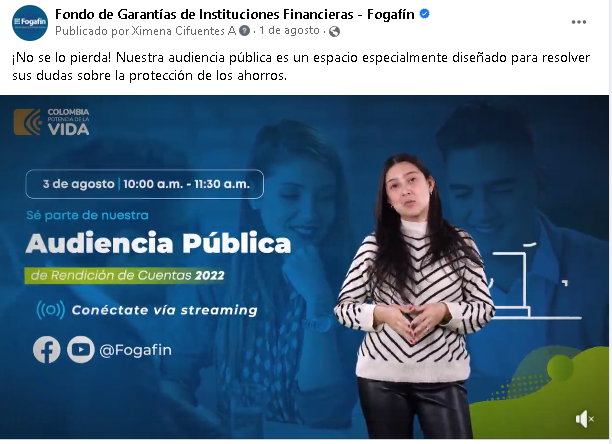 Fondo de Garantías de Instituciones Financieras - Fogafín
Publicado por Ximena Cifuentes A · 1 de agosto ·
¡No se lo pierda! Nuestra audiencia pública es un espacio especialmente diseñado para resolver
sus dudas sobre la protección de los ahorros.
Fogafín
COLOMBIA
POTENCIA DE LA
VIDA
3 de agosto | 10:00 a.m. - 11:30 a.m.
Sé parte de nuestra
Audiencia Pública
de Rendición de Cuentas 2022
Conéctate vía streaming
@Fogafin